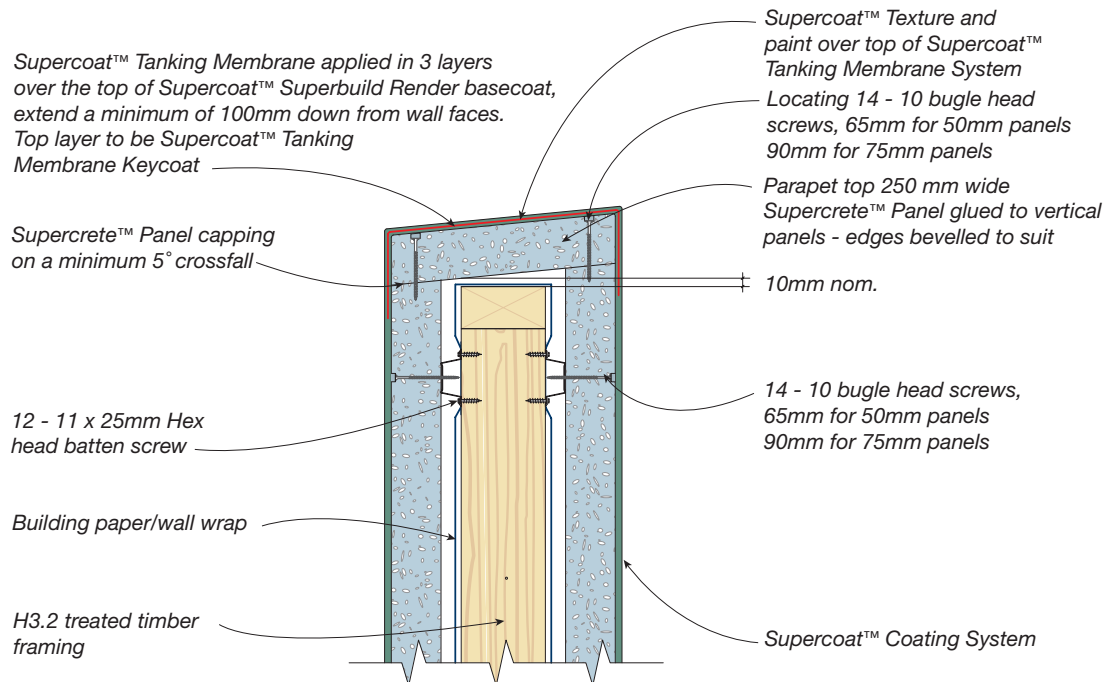 Supercoat™ Tanking Membrane applied in 3 layers
over the top of Supercoat™ Superbuild Render basecoat,
extend a minimum of 100mm down from wall faces.
Top layer to be Supercoat™ Tanking
Membrane Keycoat
Supercrete™ Panel capping
on a minimum 5° crossfall
12 - 11 x 25mm Hex
head batten screw
Building paper/wall wrap
H3.2 treated timber
framing
Supercoat™ Texture and
paint over top of Supercoat™
Tanking Membrane System
Locating 14 - 10 bugle head
screws, 65mm for 50mm panels
90mm for 75mm panels
Parapet top 250 mm wide
Supercrete™ Panel glued to vertical
panels - edges bevelled to suit
10mm nom.
14 - 10 bugle head screws,
65mm for 50mm panels
90mm for 75mm panels
Supercoat™ Coating System